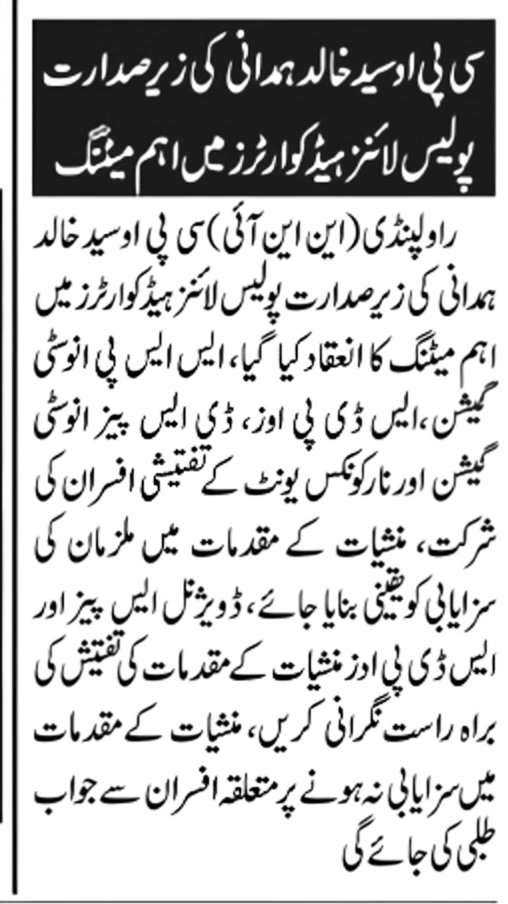 سی پی او سید خالد ہمدانی کی زیر صدارت
پولیس لائنز ہیڈ کوارٹرز میں اہم میٹنگ
راولپنڈی (این این آئی) سی پی او سید خالد
ہمدانی کی زیر صدارت پولیس لائنز ہیڈ کوارٹرز میں
اہم میٹنگ کا انعقاد کیا گیا، ایس ایس پی انوسٹی
گیشن، ایس ڈی پی اوز، ڈی ایس پیز انوسٹی
گیشن اور نارکوٹکس یونٹ کے تفتیشی افسران کی
شرکت، منشیات کے مقدمات میں ملزمان کی
سزایابی کو یقینی بنایا جائے، ڈویژنل ایس پیز اور
ایس ڈی پی ادز منشیات کے مقدمات کی تفتیش کی
براہ راست نگرانی کریں، منشیات کے مقدمات
میں سزایابی نہ ہونے پر متعلقہ افسران سے جواب
طلبی کی جائے گی